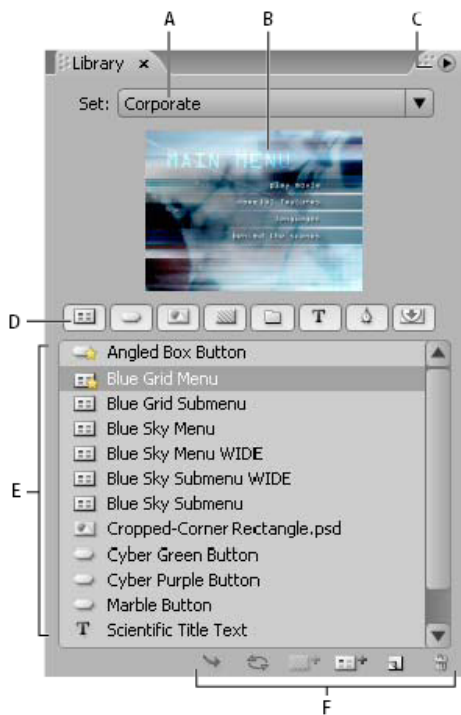 A B C
Library ×
Set: Corporate
MAIN MENU
play movie
special features
languages
behind the scenes
D
T
E
Angled Box Button
Blue Grid Menu
Blue Grid Submenu
Blue Sky Menu
Blue Sky Menu WIDE
Blue Sky Submenu WIDE
Blue Sky Submenu
Cropped-Corner Rectangle.psd
Cyber Green Button
Cyber Purple Button
Marble Button
T Scientific Title Text
F